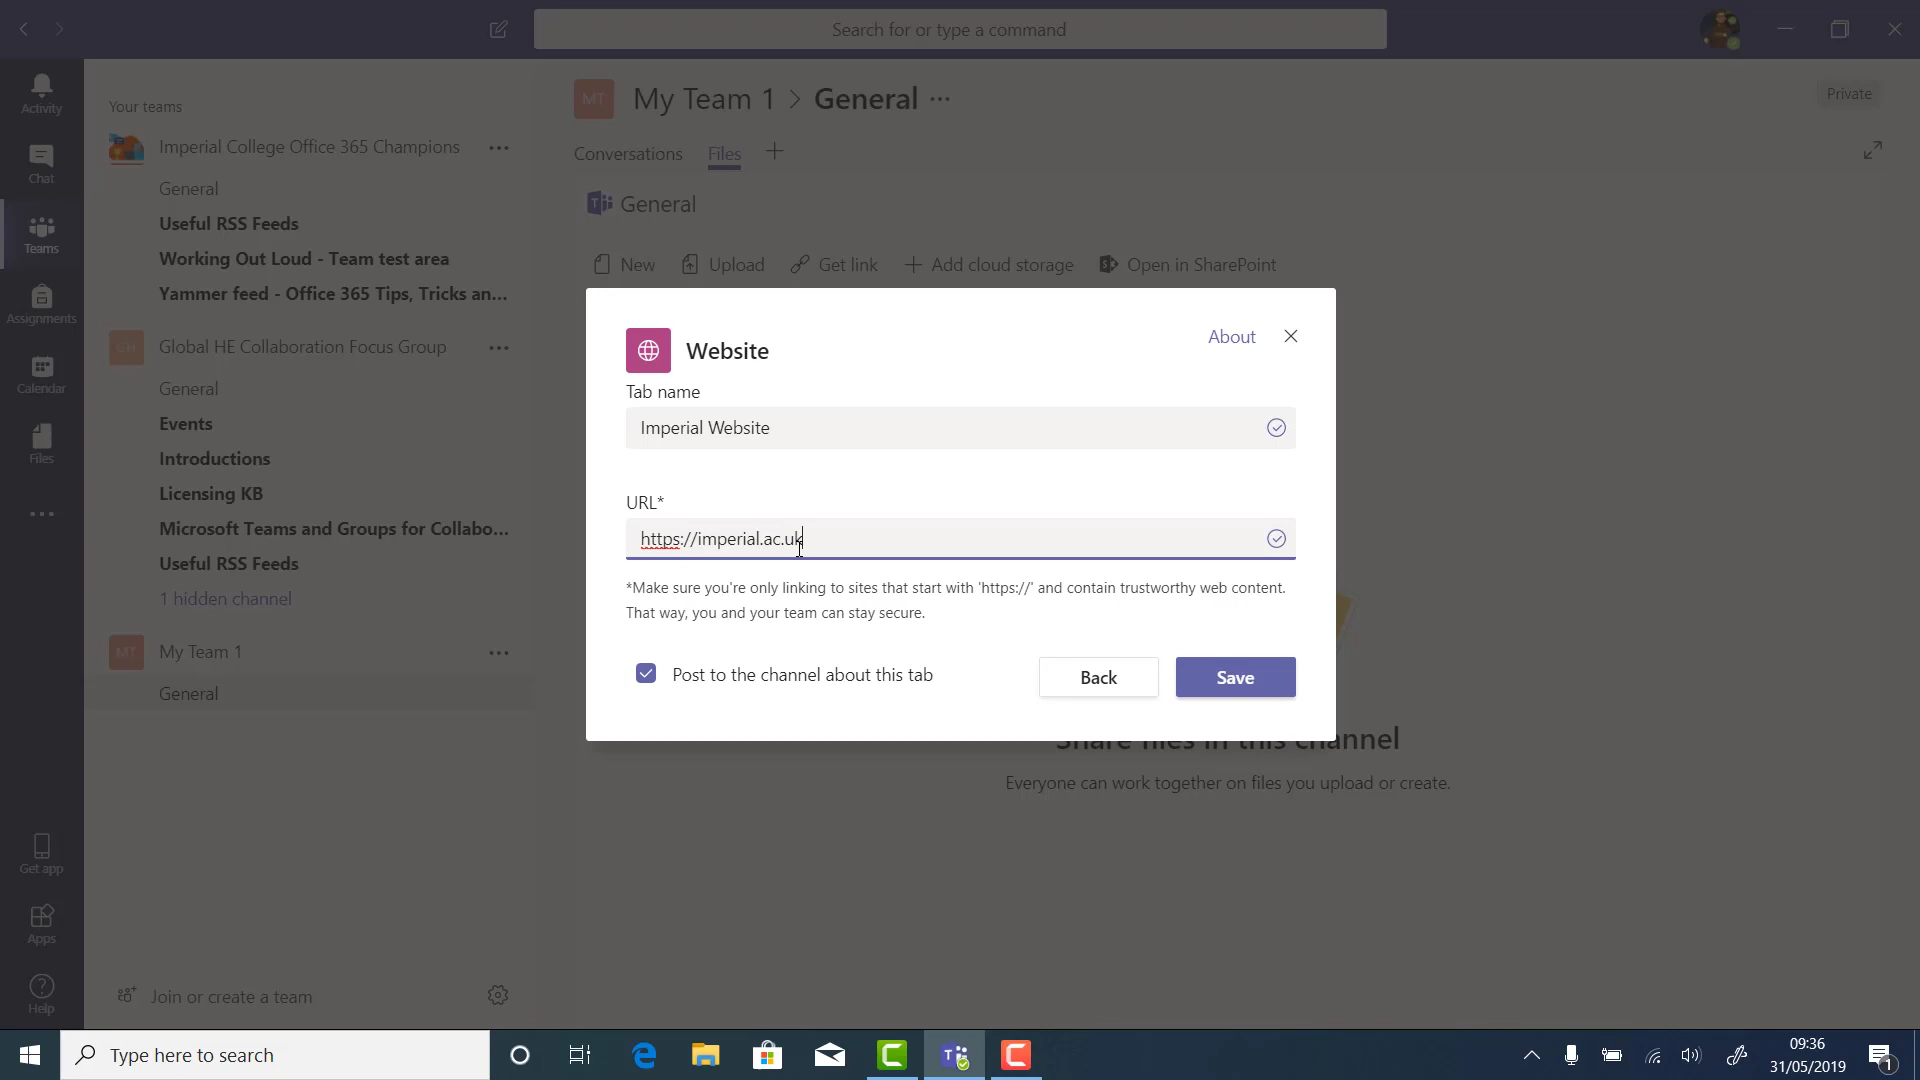 Search for or type a command
Activity
Chat
Teams
Assignments
Calendar
Files
Get app
Apps
Help
Your teams
Imperial College Office 365 Champions
General
Useful RSS Feeds
Working Out Loud - Team test area
Yammer feed - Office 365 Tips, Tricks an...
GH
Global HE Collaboration Focus Group
General
Events
Introductions
Licensing KB
Microsoft Teams and Groups for Collabo...
Useful RSS Feeds
1 hidden channel
MT
My Team 1
General
Join or create a team
MT
My Team 1 > General ...
Private
Conversations Files
General
New Upload Get link Add cloud storage Open in SharePoint
Website
About
Tab name
Imperial Website
URL*
https://imperial.ac.uk
*Make sure you're only linking to sites that start with 'https://' and contain trustworthy web content.
That way, you and your team can stay secure.
Post to the channel about this tab
Back
Save
Share files in this channel
Everyone can work together on files you upload or create.
Type here to search
09:36
31/05/2019
1